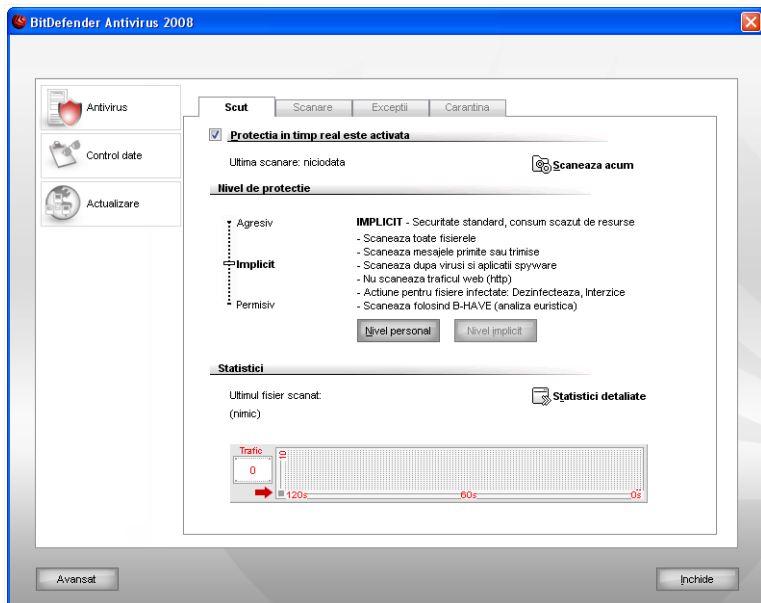 BitDefender Antivirus 2008
Antivirus
Control date
Actualizare
Scut Scanare Exceptii Carantina
Protectia in timp real este activata
Ultima scanare: niciodata
Scaneaza acum
Nivel de protectie
Agresiv
Implicit
Permisiv
IMPLICIT - Securitate standard, consum scazut de resurse
- Scaneaza toate fisierele
- Scaneaza mesajele primite sau trimise
- Scaneaza dupa virusi si aplicatii spyware
- Nu scaneaza traficul web (http)
- Actiune pentru fisiere infectate: Dezinfecteaza, Interzice
- Scaneaza folosind B-HAVE (analiza euristica)
Nivel personal Nivel implicit
Statistici
Ultimul fisier scanat:
(nimic)
Statistici detaliate
Trafic
0
10
120s 60s 0s
Avansat Inchide